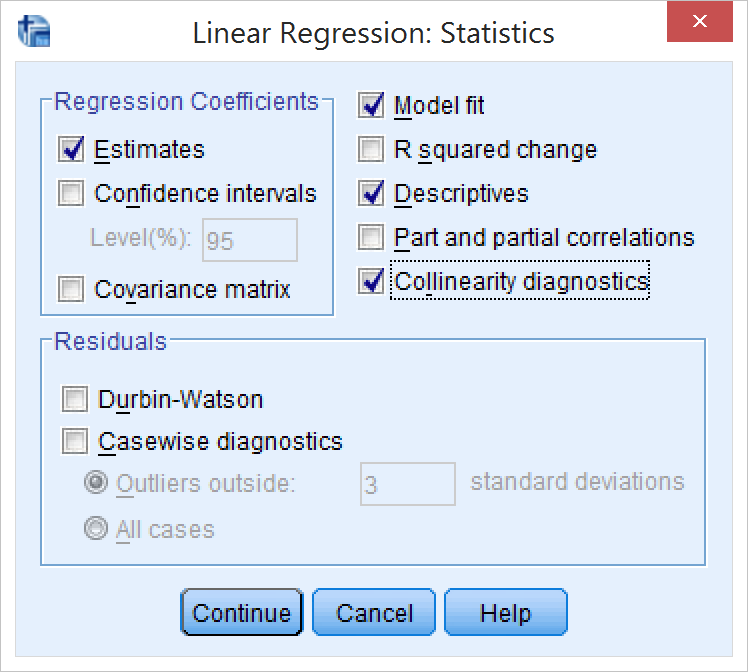 Linear Regression: Statistics
Regression Coefficients
Estimates
Confidence intervals
Level(%): 95
Covariance matrix
Model fit
R squared change
Descriptives
Part and partial correlations
Collinearity diagnostics
Residuals
Durbin-Watson
Casewise diagnostics
Outliers outside: 3 standard deviations
All cases
Continue Cancel Help